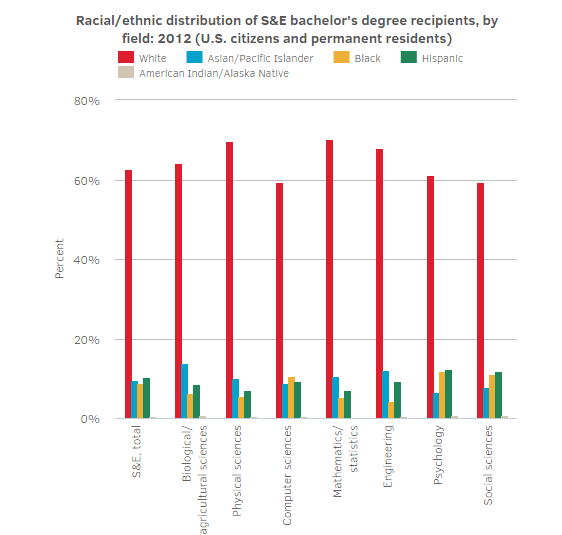 Racial/ethnic distribution of S&E bachelor's degree recipients, by
field: 2012 (U.S. citizens and permanent residents)
White
Asian/Pacific Islander
Black
Hispanic
American Indian/Alaska Native
80%
60%
40%
20%
0%
Percent
S&E, total
Biological/
agricultural sciences
Physical sciences
Computer sciences
Mathematics/
statistics
Engineering
Psychology
Social sciences